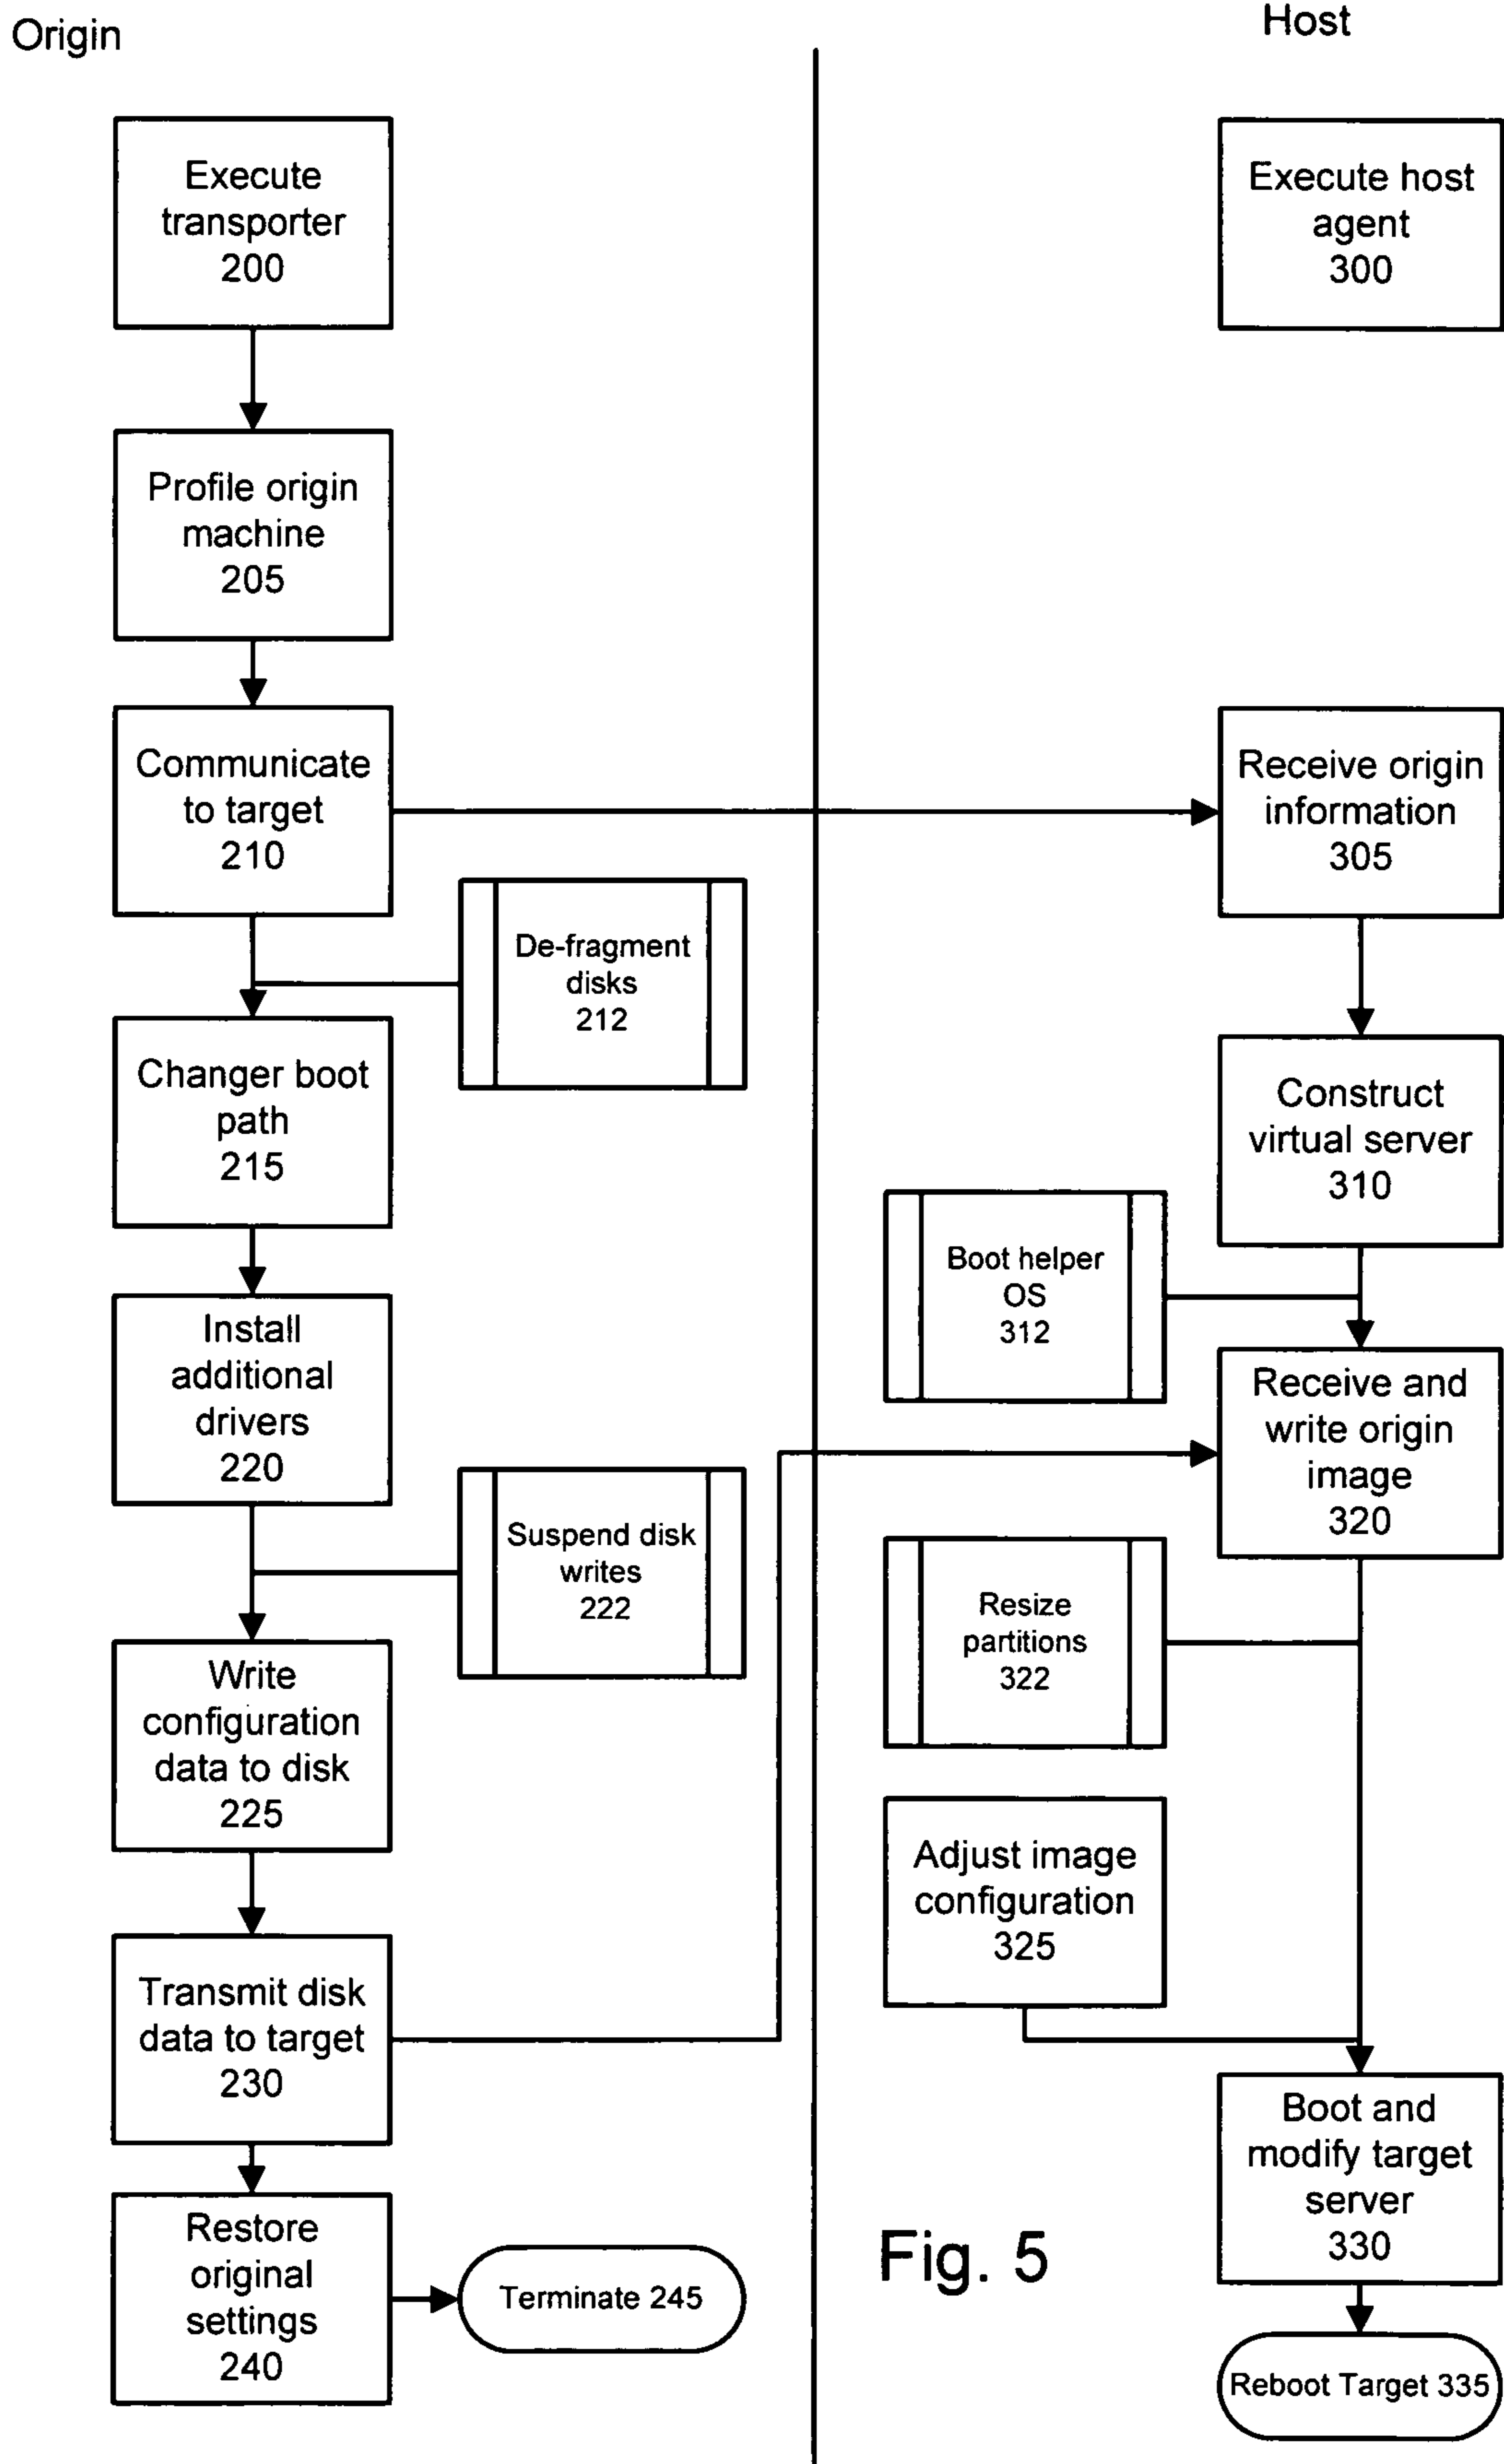 Origin
Execute
transporter
200
Profile origin
machine
205
Communicate
to target
210
De-fragment
disks
212
Changer boot
path
215
Install
additional
drivers
220
Suspend disk
writes
222
Write
configuration
data to disk
225
Transmit disk
data to target
230
Restore
original
settings
240
Terminate 245
Host
Execute host
agent
300
Receive origin
information
305
Construct
virtual server
310
Boot helper
OS
312
Receive and
write origin
image
320
Resize
partitions
322
Adjust image
configuration
325
Boot and
modify target
server
330
Reboot Target 335
Fig. 5